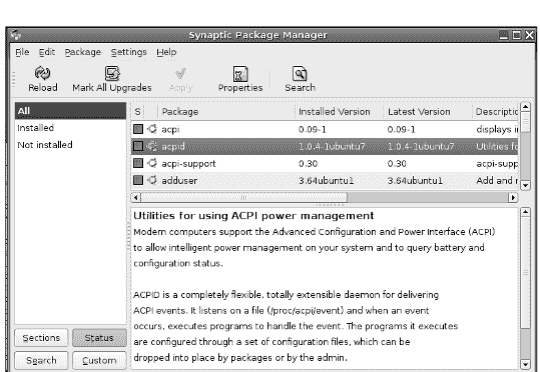 Synaptic Package Manager
File Edit Package Settings Help
Reload Mark All Upgrades Apply Properties Search
All
Installed
Not installed
S Package Installed Version Latest Version Descriptic
acpi 0.09-1 0.09-1 displays i
acpid 1.0.4-1ubuntu7 1.0.4-1ubuntu7 Utilities fo
acpi-support 0.30 0.30 acpi-supp
adduser 3.64ubuntu1 3.64ubuntu1 Add and r
Utilities for using ACPI power management
Modern computers support the Advanced Configuration and Power Interface (ACPI)
to allow intelligent power management on your system and to query battery and
configuration status.
ACPID is a completely flexible, totally extensible daemon for delivering
ACPI events. It listens on a file (/proc/acpi/event) and when an event
occurs, executes programs to handle the event. The programs it executes
are configured through a set of configuration files, which can be
dropped into place by packages or by the admin.
Sections Status
Search Custom